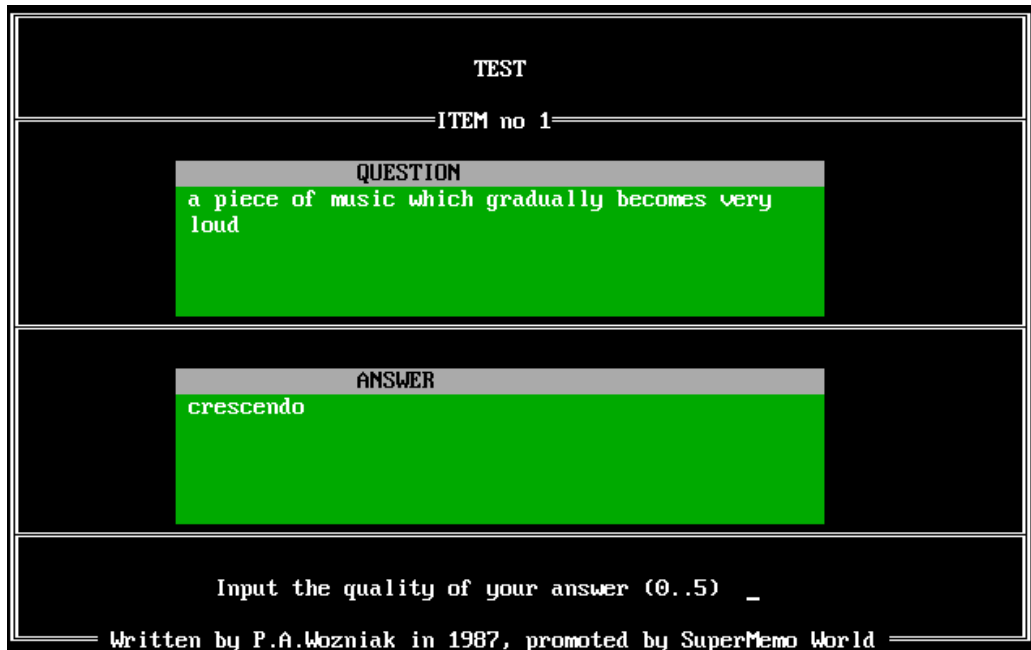 TEST
ITEM no 1
QUESTION
a piece of music which gradually becomes very
loud
ANSWER
crescendo
Input the quality of your answer (0..5) _
Written by P.A.Wozniak in 1987, promoted by SuperMemo World